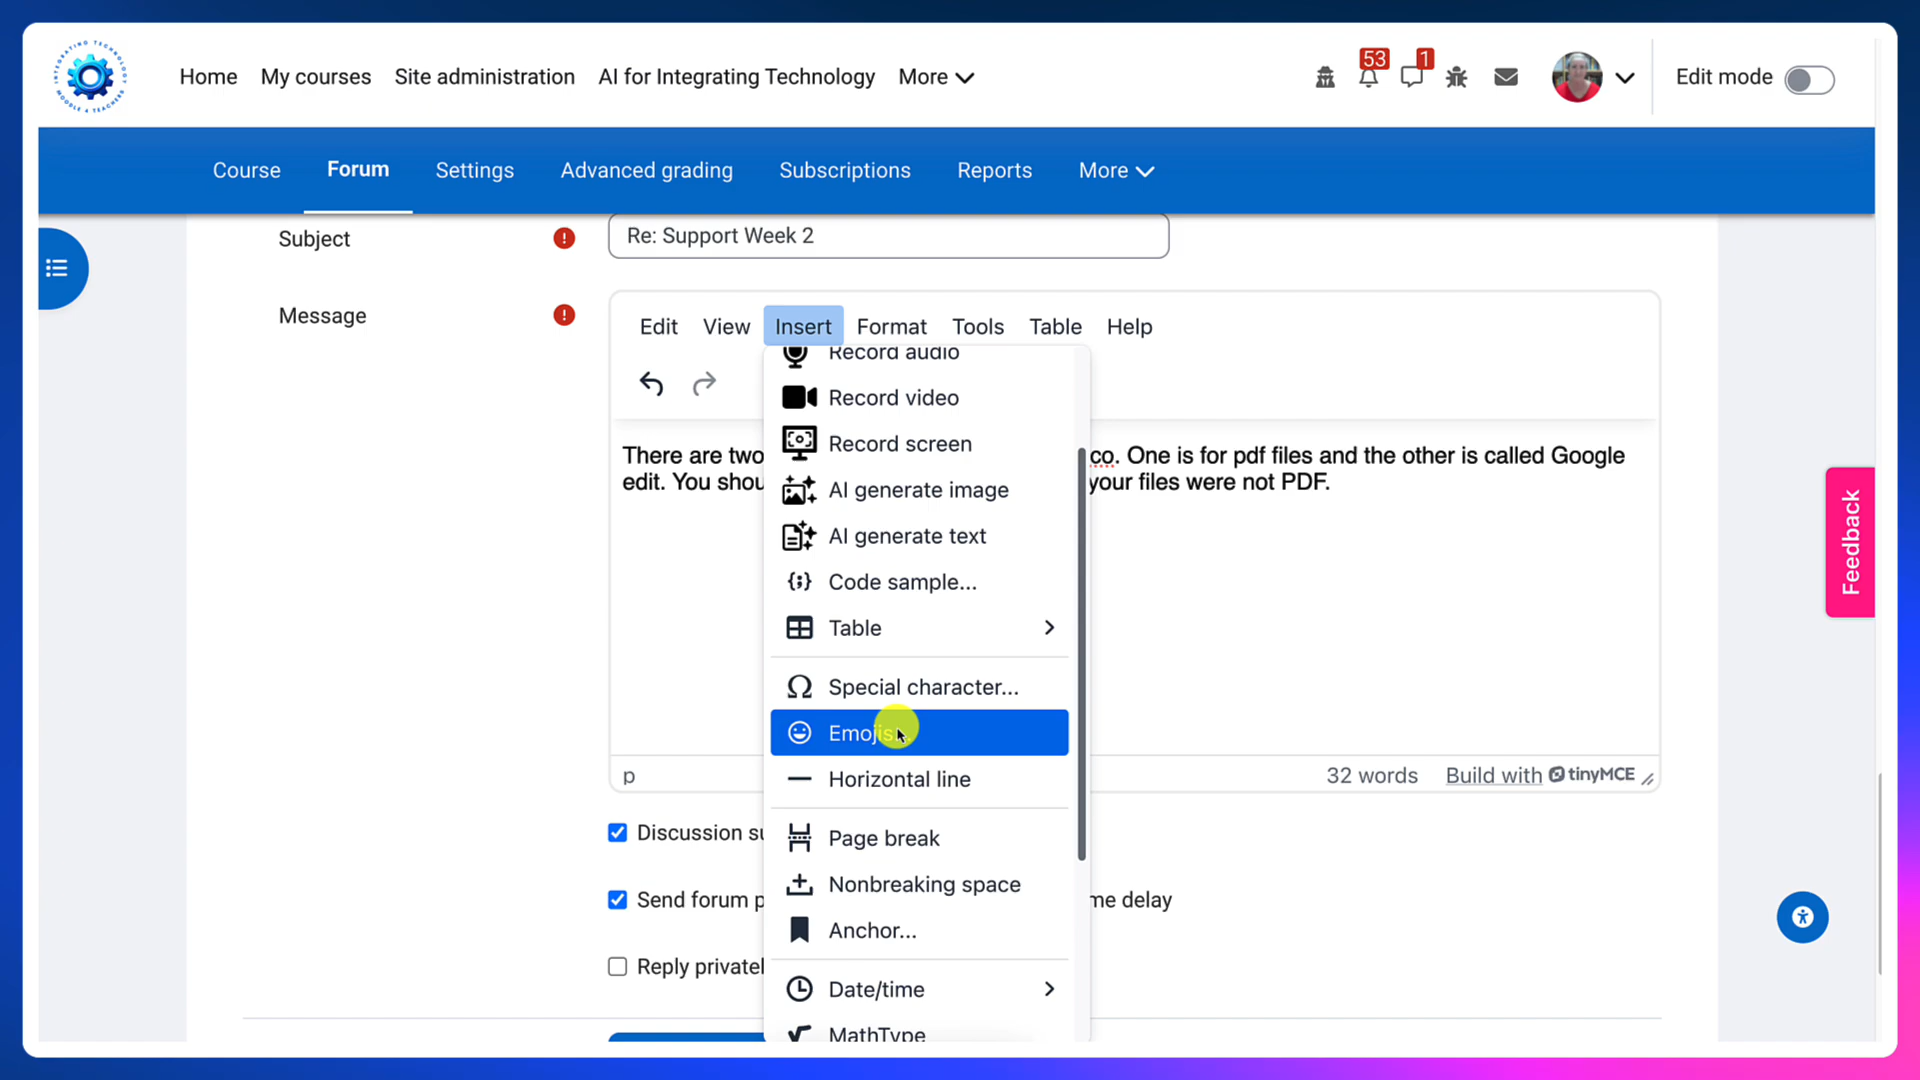 INTEGRATING TECHNOLOGY
MOODLE 4 TEACHERS
Home My courses Site administration AI for Integrating Technology More
53 1
Edit mode
Course Forum Settings Advanced grading Subscriptions Reports More
Subject
Re: Support Week 2
Message
Edit View Insert Format Tools Table Help
Record audio
Record video
Record screen
AI generate image
AI generate text
Code sample...
Table
Special character...
Emojis...
Horizontal line
Page break
Nonbreaking space
Anchor...
Date/time
MathType
There are two co. One is for pdf files and the other is called Google
edit. You shou your files were not PDF.
p 32 words Build with tinyMCE
Discussion su
Send forum p me delay
Reply privatel
Feedback